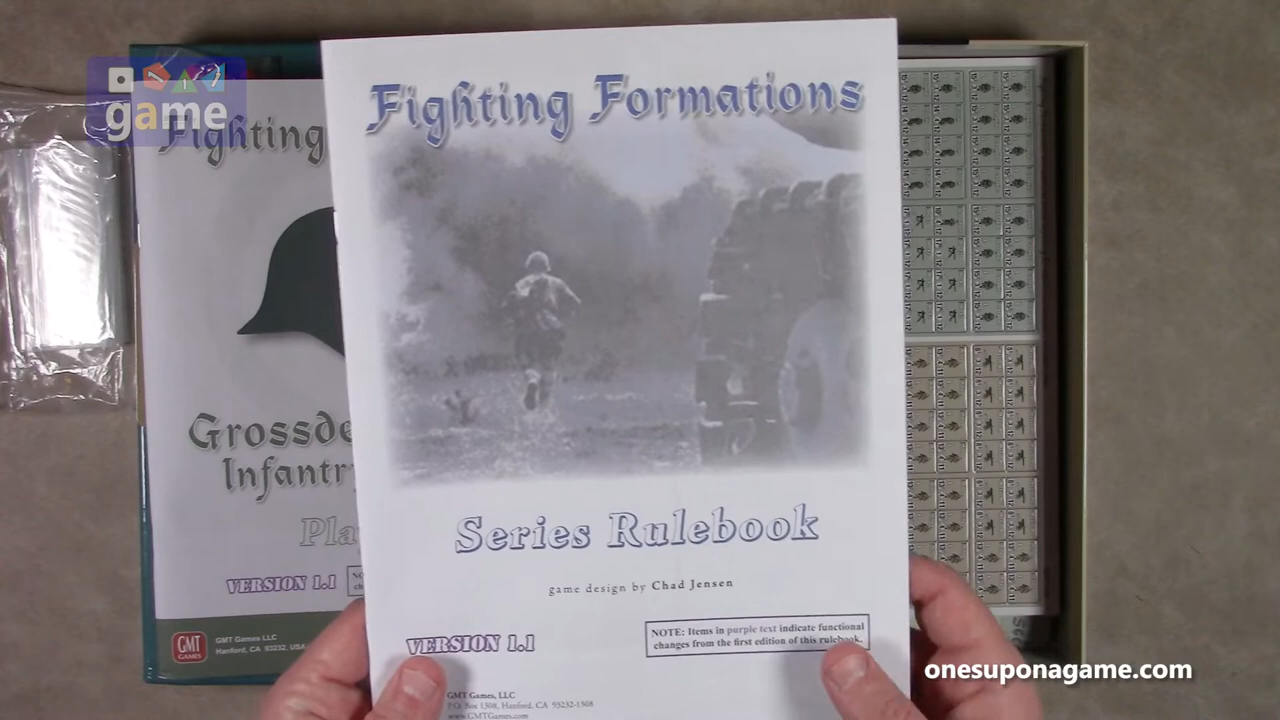 game
Fighting
Grossde
Infantry
Pla
VERSION 1.1
GMT
GAMES
GMT Games LLC
Hanford, CA 93232, USA
Fighting Formations
Series Rulebook
game design by Chad Jensen
VERSION 1.1
NOTE: Items in purple text indicate functional
changes from the first edition of this rulebook.
GMT Games, LLC
P.O. Box 1308, Hanford, CA 93232-1308
www.GMTGames.com
onesuponagame.com